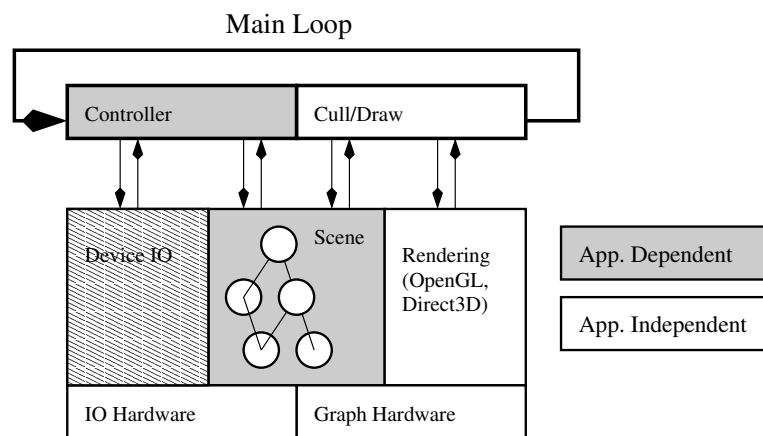 Main Loop
Controller
Cull/Draw
Device IO
Scene
Rendering
(OpenGL,
Direct3D)
App. Dependent
App. Independent
IO Hardware
Graph Hardware